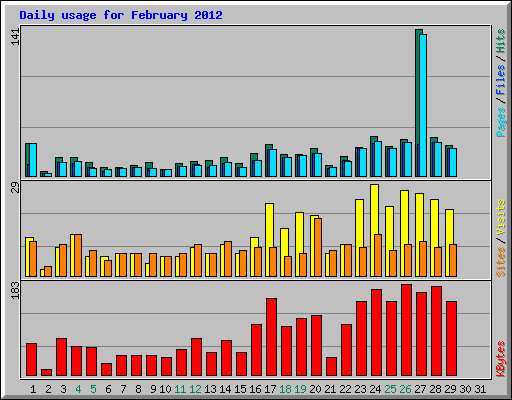 Daily usage for February 2012
141
Pages / Files / Hits
29
Sites / Visits
183
KBytes
1 2 3 4 5 6 7 8 9 10 11 12 13 14 15 16 17 18 19 20 21 22 23 24 25 26 27 28 29 30 31